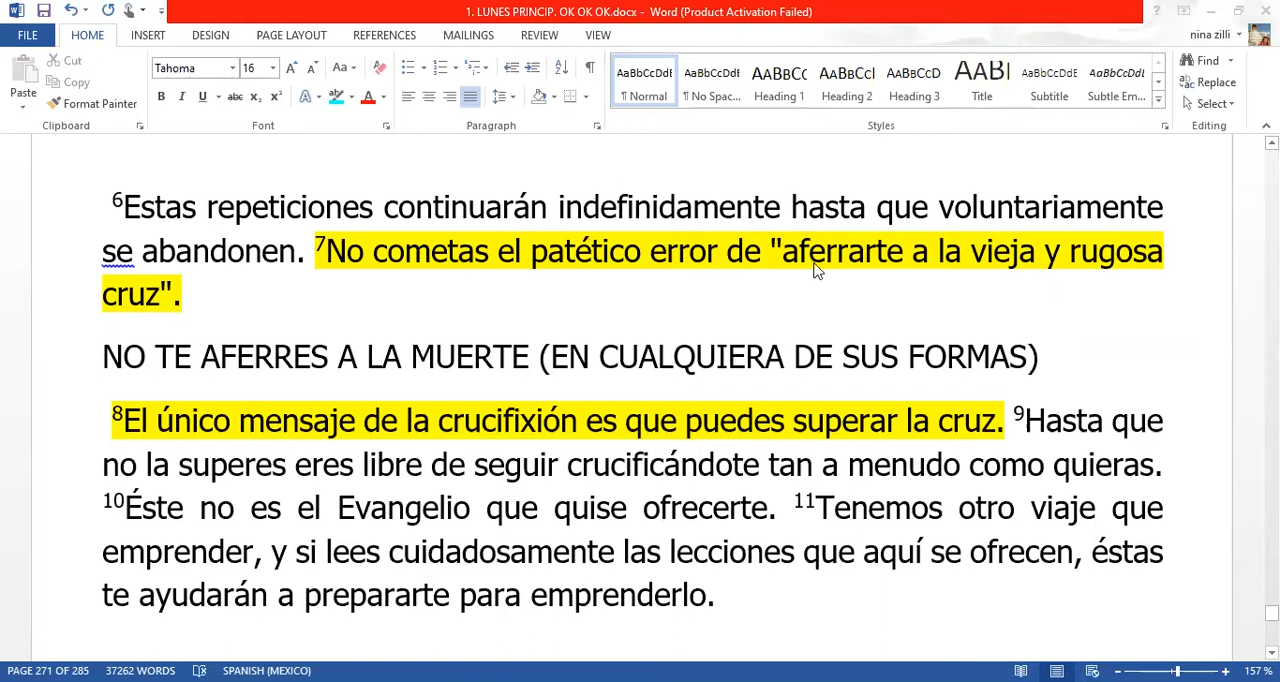 1. LUNES PRINCIP. OK OK OK.docx - Word (Product Activation Failed)
FILE HOME INSERT DESIGN PAGE LAYOUT REFERENCES MAILINGS REVIEW VIEW nina zilli
Paste Cut Copy Format Painter
Clipboard
Tahoma 16
Font
Paragraph
AaBbCcDdE AaBbCcDdE AABBCC AaBbCcE AaBbCcD AABI AaBbCcDdE AaBbCcDdE
¶ Normal ¶ No Spac... Heading 1 Heading 2 Heading 3 Title Subtitle Subtle Em...
Styles
Find Replace Select
Editing
⁶Estas repeticiones continuarán indefinidamente hasta que voluntariamente
se abandonen. ⁷No cometas el patético error de "aferrarte a la vieja y rugosa
cruz".
NO TE AFERRES A LA MUERTE (EN CUALQUIERA DE SUS FORMAS)
⁸El único mensaje de la crucifixión es que puedes superar la cruz. ⁹Hasta que
no la superes eres libre de seguir crucificándote tan a menudo como quieras.
¹⁰Éste no es el Evangelio que quise ofrecerte. ¹¹Tenemos otro viaje que
emprender, y si lees cuidadosamente las lecciones que aquí se ofrecen, éstas
te ayudarán a prepararte para emprenderlo.
PAGE 271 OF 285 37262 WORDS SPANISH (MEXICO) 157 %